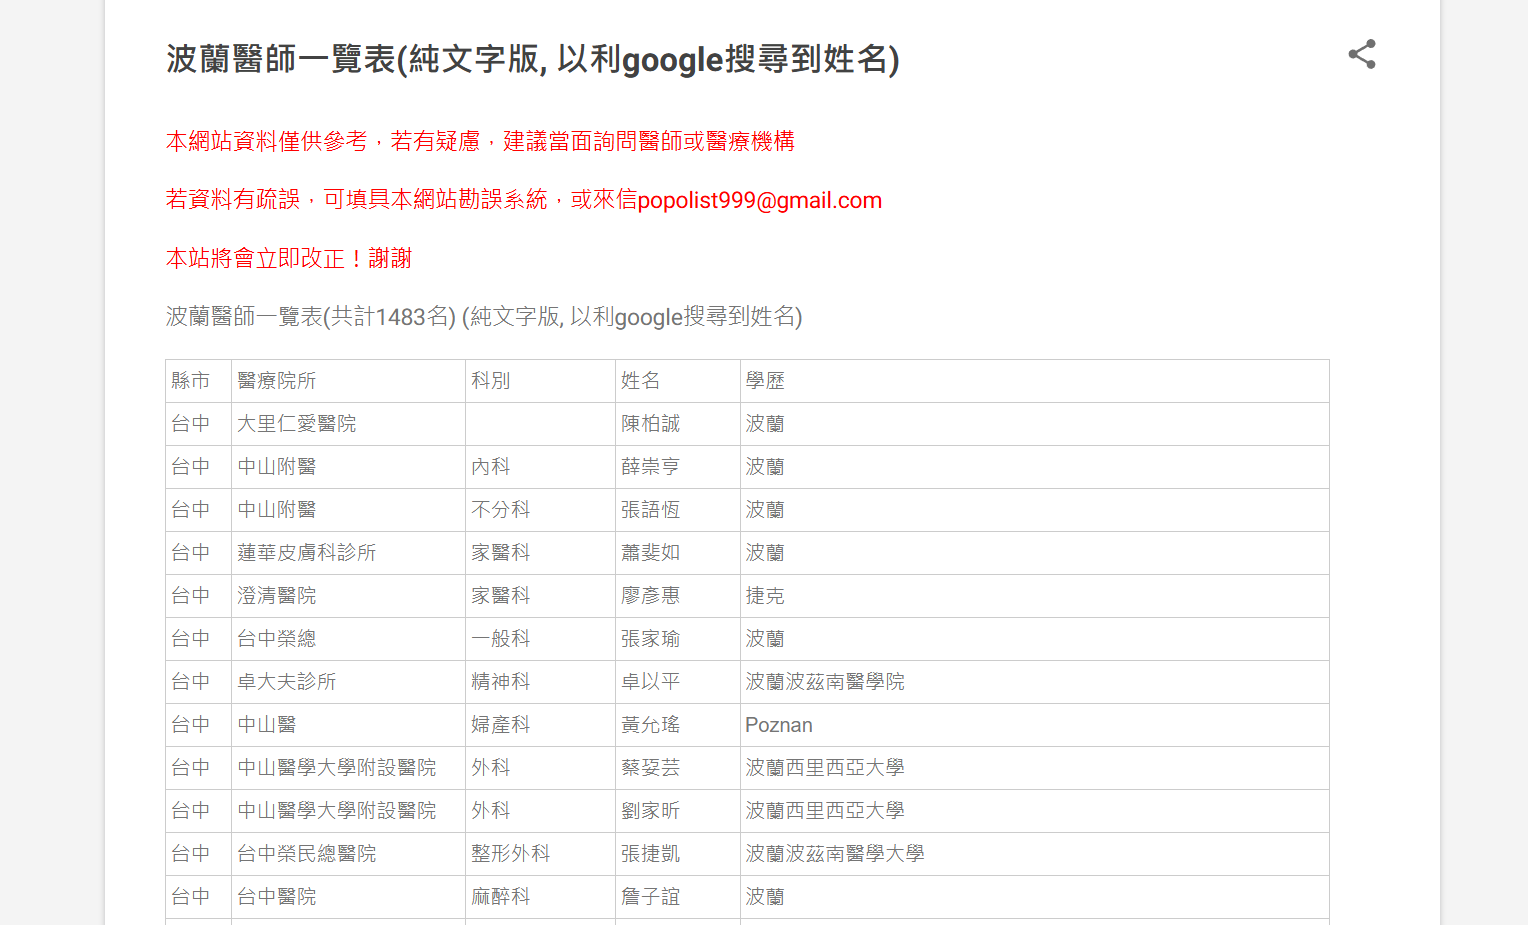 波蘭醫師一覽表(純文字版, 以利google搜尋到姓名)
本網站資料僅供參考，若有疑慮，建議當面詢問醫師或醫療機構
若資料有疏誤，可填具本網站勘誤系統，或來信popolist999@gmail.com
本站將會立即改正！謝謝
波蘭醫師一覽表(共計1483名) (純文字版, 以利google搜尋到姓名)
縣市 醫療院所 科別 姓名 學歷
台中 大里仁愛醫院 陳柏誠 波蘭
台中 中山附醫 內科 薛崇亨 波蘭
台中 中山附醫 不分科 張語恆 波蘭
台中 蓮華皮膚科診所 家醫科 蕭斐如 波蘭
台中 澄清醫院 家醫科 廖彥惠 捷克
台中 台中榮總 一般科 張家瑜 波蘭
台中 卓大夫診所 精神科 卓以平 波蘭波茲南醫學院
台中 中山醫 婦產科 黃允瑤 Poznan
台中 中山醫學大學附設醫院 外科 蔡妏芸 波蘭西里西亞大學
台中 中山醫學大學附設醫院 外科 劉家昕 波蘭西里西亞大學
台中 台中榮民總醫院 整形外科 張捷凱 波蘭波茲南醫學大學
台中 台中醫院 麻醉科 詹子誼 波蘭